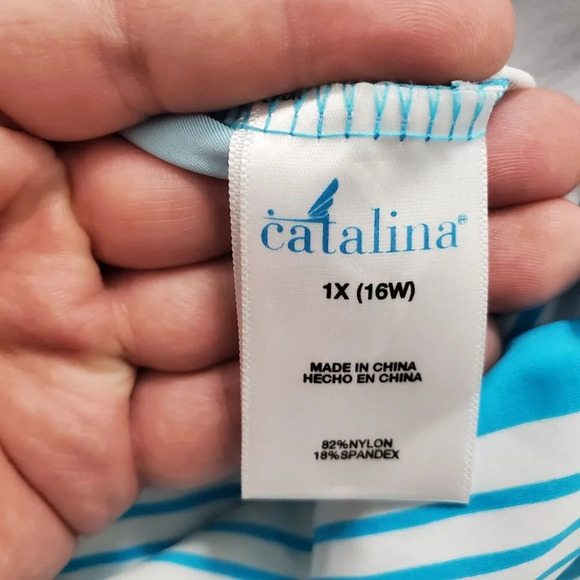 catalina®
1X (16W)
MADE IN CHINA
HECHO EN CHINA
82%NYLON
18%SPANDEX